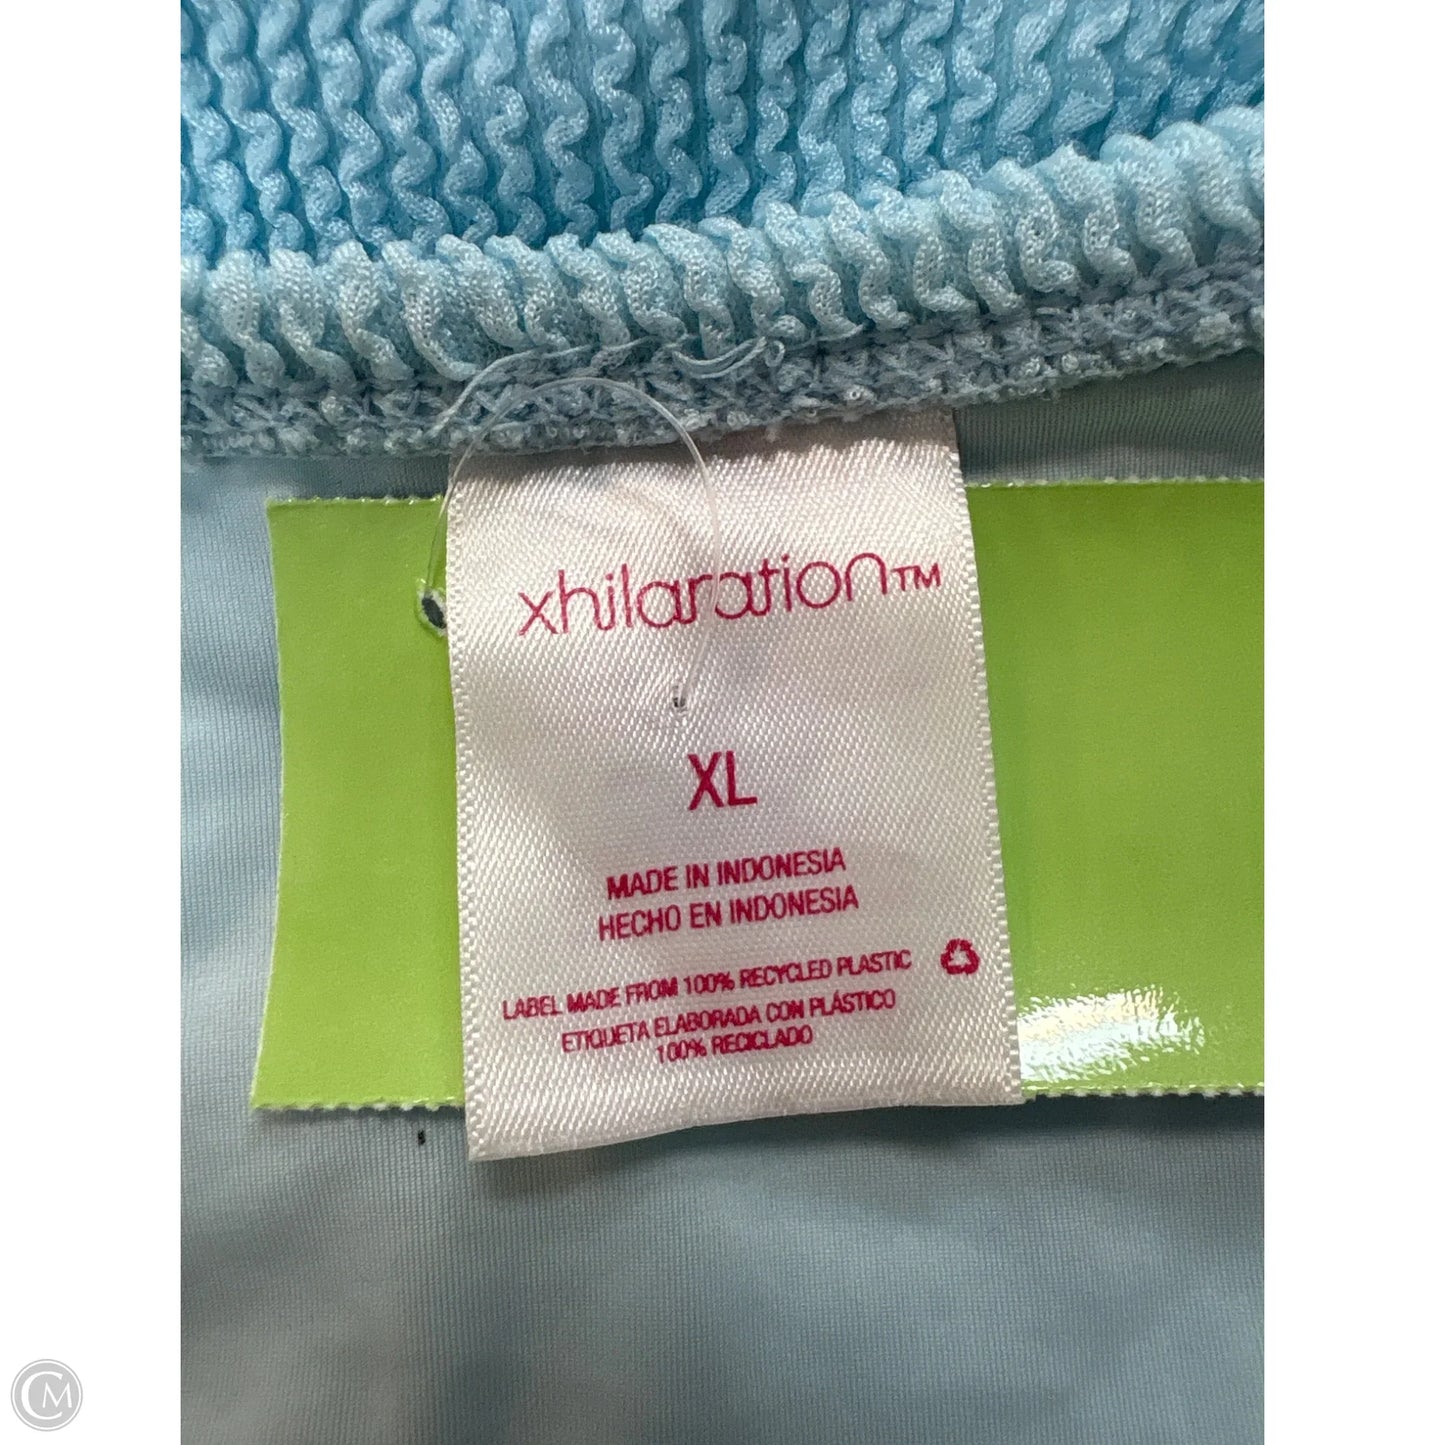 xhilaration™
XL
MADE IN INDONESIA
HECHO EN INDONESIA
LABEL MADE FROM 100% RECYCLED PLASTIC
ETIQUETA ELABORADA CON PLÁSTICO
100% RECICLADO
CM